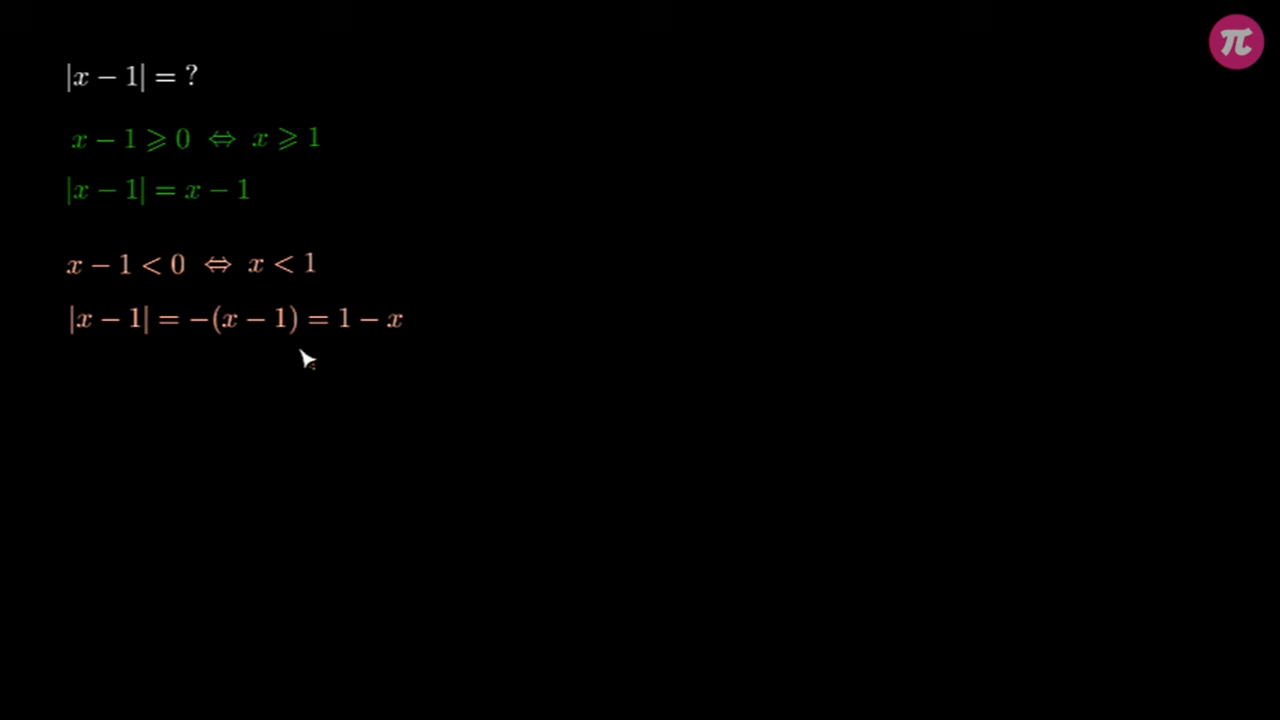 |x − 1| = ?
x − 1 ⩾ 0 ⇔ x ⩾ 1
|x − 1| = x − 1
x − 1 < 0 ⇔ x < 1
|x − 1| = −(x − 1) = 1 − x
π